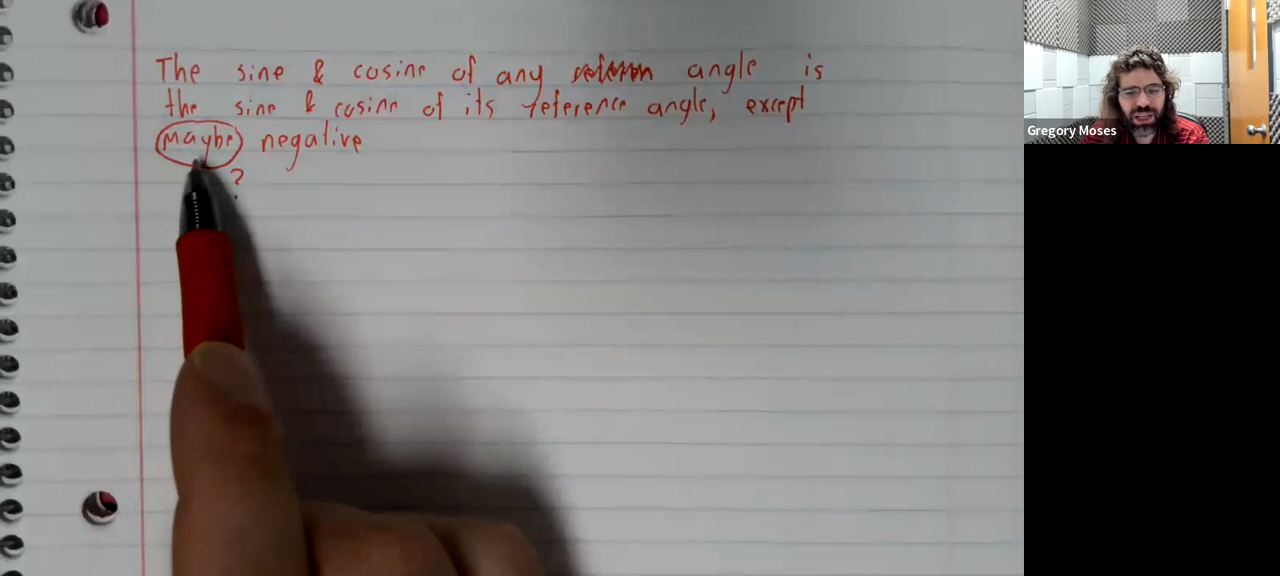 The sine & cosine of any angle is
the sine & cosine of its reference angle, except
maybe negative
?
Gregory Moses